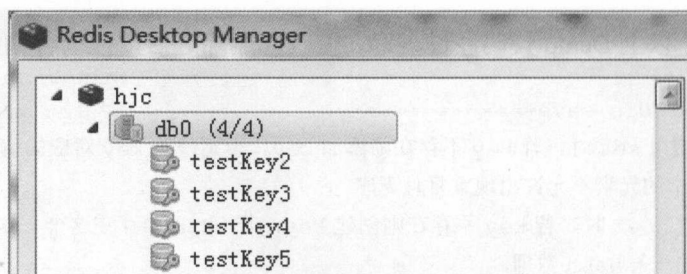 Redis Desktop Manager
hjc
db0 (4/4)
testKey2
testKey3
testKey4
testKey5